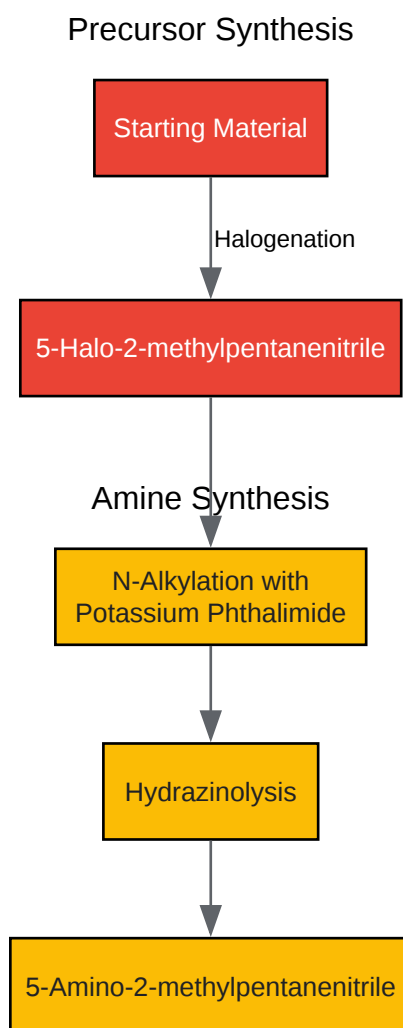 Precursor Synthesis
Starting Material
Halogenation
5-Halo-2-methylpentanenitrile
Amine Synthesis
N-Alkylation with
Potassium Phthalimide
Hydrazinolysis
5-Amino-2-methylpentanenitrile